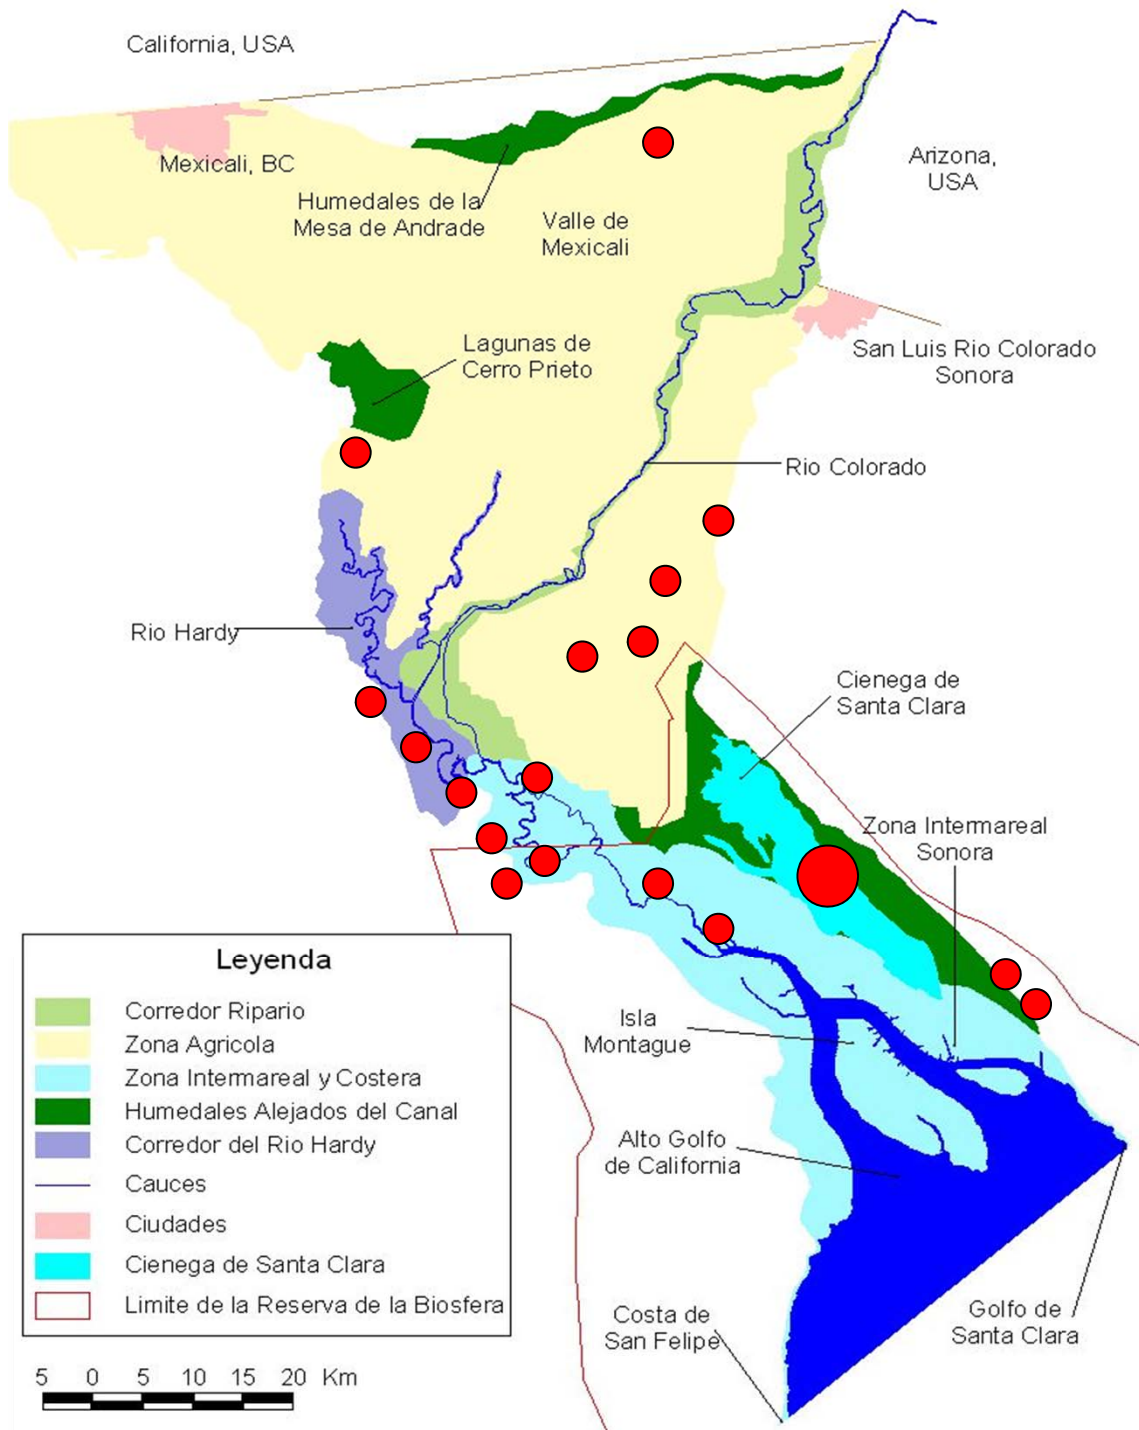 California, USA
Mexicali, BC
Arizona,
USA
Humedales de la
Mesa de Andrade
Valle de
Mexicali
Lagunas de
Cerro Prieto
San Luis Rio Colorado
Sonora
Rio Colorado
Rio Hardy
Cienega de
Santa Clara
Zona Intermareal
Sonora
Isla
Montague
Alto Golfo
de California
Costa de
San Felipe
Golfo de
Santa Clara
Leyenda
Corredor Ripario
Zona Agricola
Zona Intermareal y Costera
Humedales Alejados del Canal
Corredor del Rio Hardy
Cauces
Ciudades
Cienega de Santa Clara
Limite de la Reserva de la Biosfera
5 0 5 10 15 20 Km